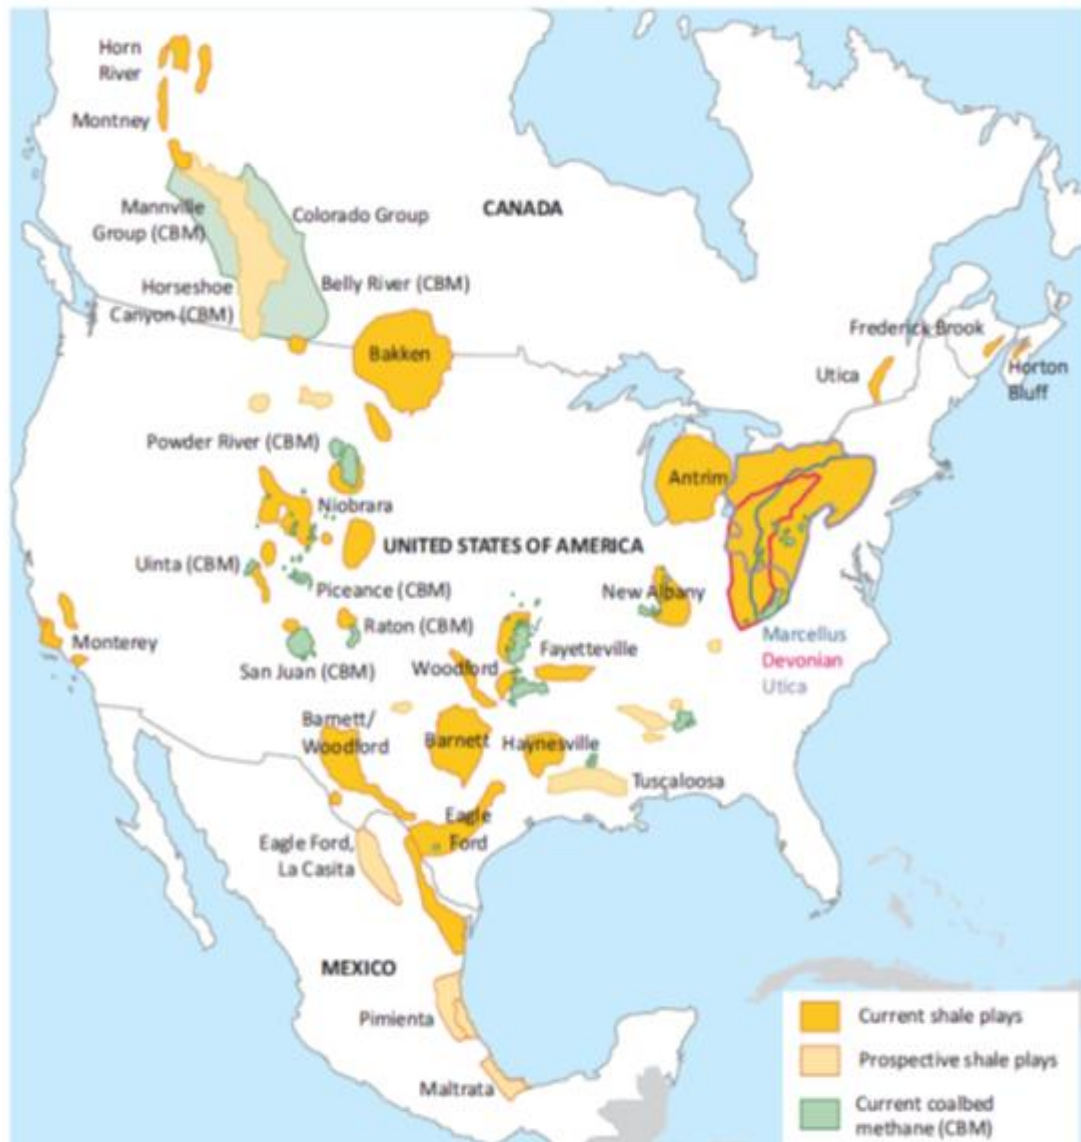 Horn
River
Montney
Mannville
Group (CBM)
Colorado Group
CANADA
Horseshoe
Canyon (CBM)
Belly River (CBM)
Bakken
Frederick Brook
Utica
Horton
Bluff
Powder River (CBM)
Antrim
Niobrara
UNITED STATES OF AMERICA
Uinta (CBM)
Piceance (CBM)
New Albany
Monterey
Raton (CBM)
San Juan (CBM)
Woodford
Fayetteville
Marcellus
Devonian
Utica
Barnett/
Woodford
Barnett
Haynesville
Tuscaloosa
Eagle
Ford
Eagle Ford,
La Casita
MEXICO
Pimienta
Maltrata
Current shale plays
Prospective shale plays
Current coalbed
methane (CBM)